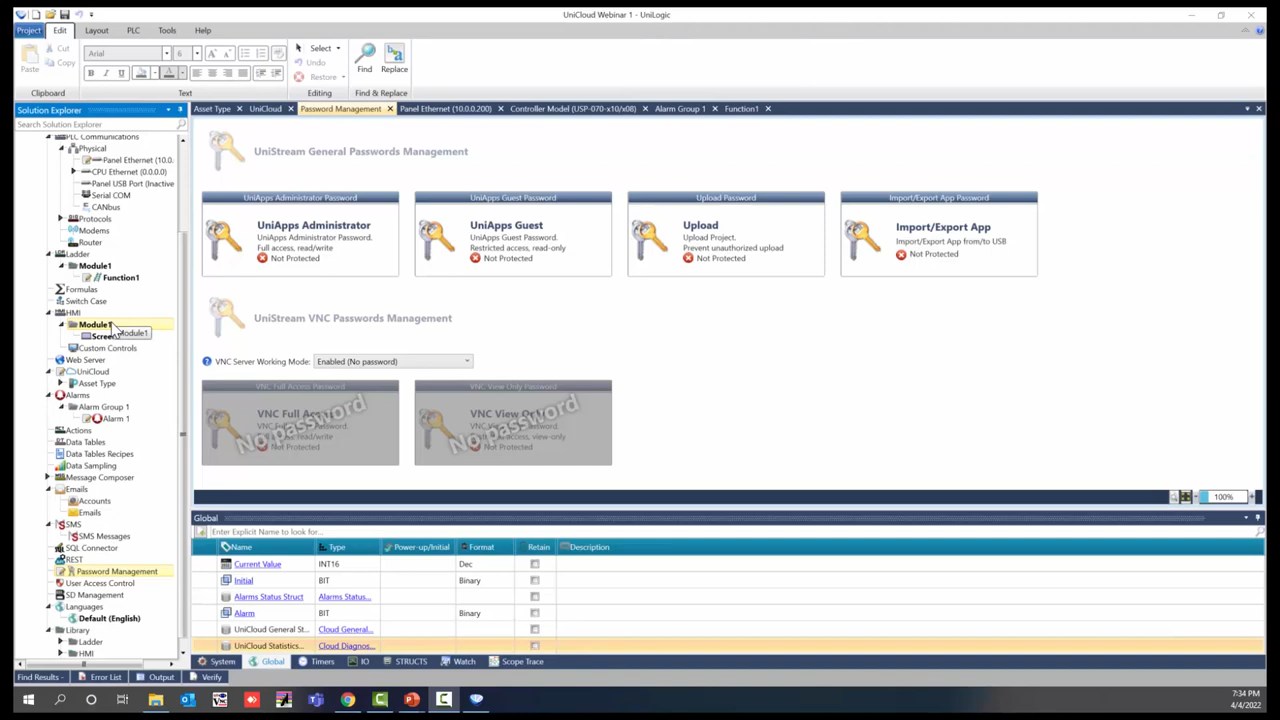 UniCloud Webinar 1 - UniLogic
Project Edit Layout PLC Tools Help
Paste Cut Copy
Clipboard
Arial 6
B I U A
Text
Select
Undo
Restore
Editing
Find Replace
Find & Replace
Solution Explorer
Search Solution Explorer
PLC Communications
Physical
Panel Ethernet (10.0.
CPU Ethernet (0.0.0.0)
Panel USB Port (Inactive
Serial COM
CANbus
Protocols
Modems
Router
Ladder
Module1
Function1
Formulas
Switch Case
HMI
Module1
Module1
Scree
Custom Controls
Web Server
UniCloud
Asset Type
Alarms
Alarm Group 1
Alarm 1
Actions
Data Tables
Data Tables Recipes
Data Sampling
Message Composer
Emails
Accounts
Emails
SMS
SMS Messages
SQL Connector
REST
Password Management
User Access Control
SD Management
Languages
Default (English)
Library
Ladder
HMI
Asset Type UniCloud Password Management Panel Ethernet (10.0.0.200) Controller Model (USP-070-x10/x08) Alarm Group 1 Function1
UniStream General Passwords Management
UniApps Administrator Password
UniApps Administrator
UniApps Administrator Password.
Full access, read/write
Not Protected
UniApps Guest Password
UniApps Guest
UniApps Guest Password.
Restricted access, read-only
Not Protected
Upload Password
Upload
Upload Project.
Prevent unauthorized upload
Not Protected
Import/Export App Password
Import/Export App
Import/Export App from/to USB
Not Protected
UniStream VNC Passwords Management
VNC Server Working Mode: Enabled (No password)
VNC Full Access Password
VNC Full Access
No password
Not Protected
VNC View Only Password
VNC View Only
No password
Not Protected
100%
Global
Enter Explicit Name to look for...
Name Type Power-up/Initial Format Retain Description
Current Value INT16 Dec
Initial BIT Binary
Alarms Status Struct Alarms Status...
Alarm BIT Binary
UniCloud General St... Cloud General...
UniCloud Statistics... Cloud Diagnos...
System Global Timers IO STRUCTS Watch Scope Trace
Find Results - Error List Output Verify
7:34 PM
4/4/2022